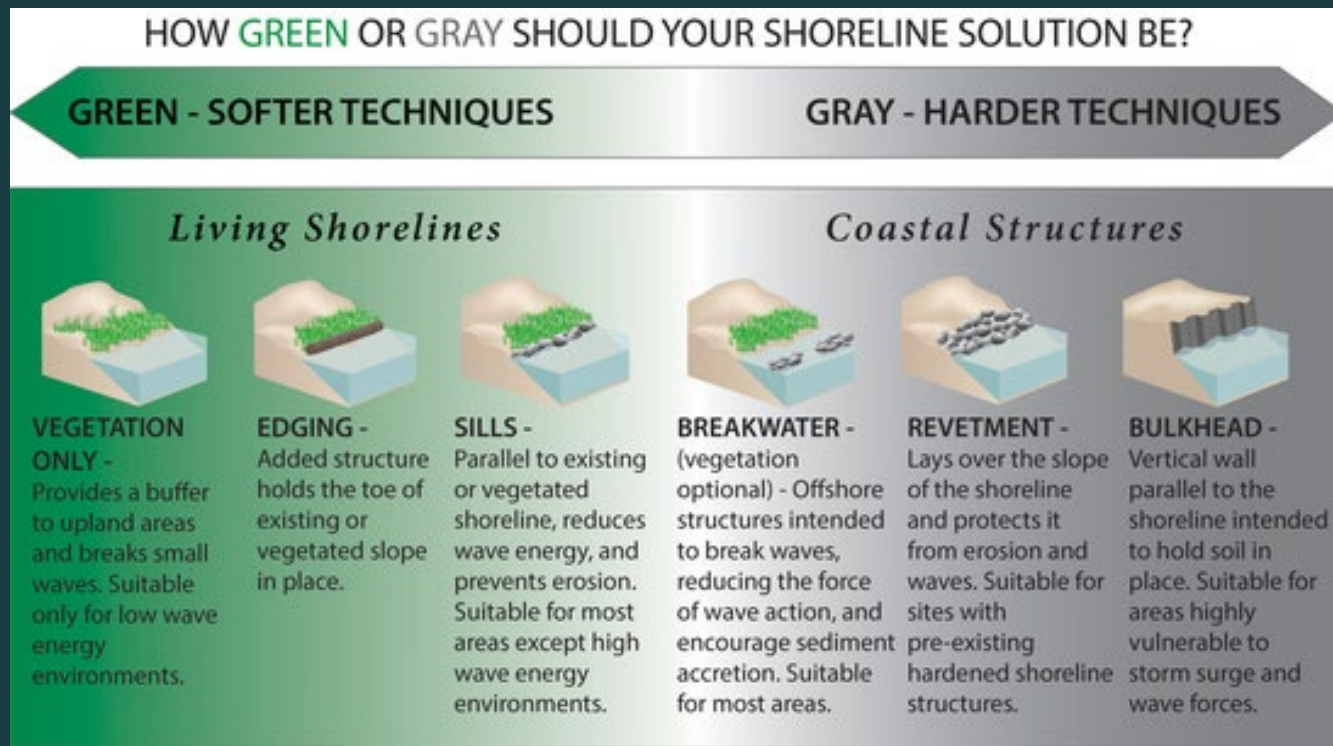 HOW GREEN OR GRAY SHOULD YOUR SHORELINE SOLUTION BE?
GREEN - SOFTER TECHNIQUES
GRAY - HARDER TECHNIQUES
Living Shorelines
Coastal Structures
VEGETATION
ONLY -
Provides a buffer
to upland areas
and breaks small
waves. Suitable
only for low wave
energy
environments.
EDGING -
Added structure
holds the toe of
existing or
vegetated slope
in place.
SILLS -
Parallel to existing
or vegetated
shoreline, reduces
wave energy, and
prevents erosion.
Suitable for most
areas except high
wave energy
environments.
BREAKWATER -
(vegetation
optional) - Offshore
structures intended
to break waves,
reducing the force
of wave action, and
encourage sediment
accretion. Suitable
for most areas.
REVETMENT -
Lays over the slope
of the shoreline
and protects it
from erosion and
waves. Suitable for
sites with
pre-existing
hardened shoreline
structures.
BULKHEAD -
Vertical wall
parallel to the
shoreline intended
to hold soil in
place. Suitable for
areas highly
vulnerable to
storm surge and
wave forces.